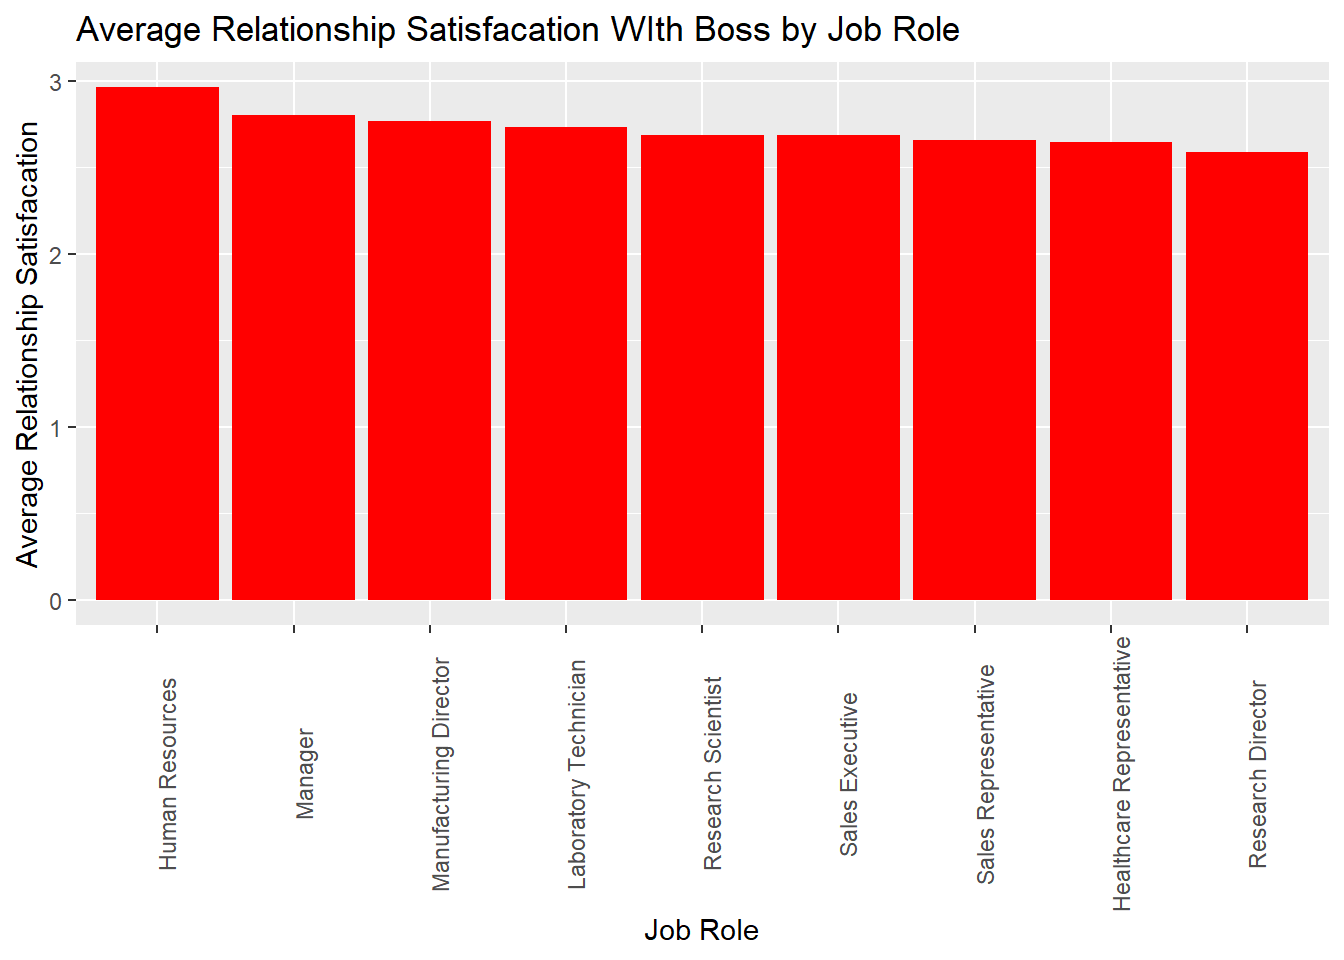 Average Relationship Satisfacation WIth Boss by Job Role
Average Relationship Satisfacation
3
2
1
0
Human Resources
Manager
Manufacturing Director
Laboratory Technician
Research Scientist
Sales Executive
Sales Representative
Healthcare Representative
Research Director
Job Role